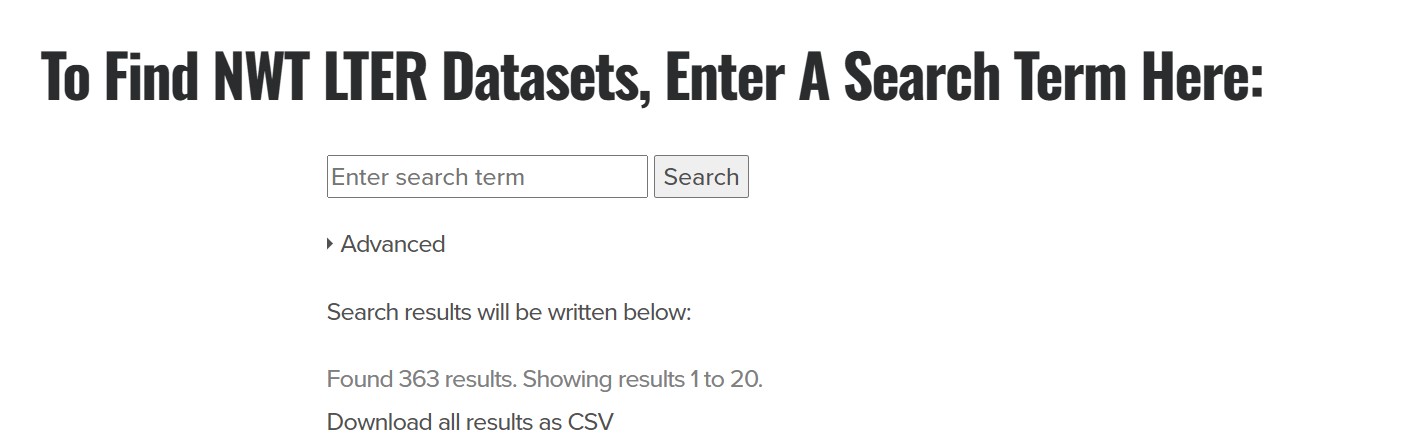 To Find NWT LTER Datasets, Enter A Search Term Here:
Enter search term Search
Advanced
Search results will be written below:
Found 363 results. Showing results 1 to 20.
Download all results as CSV